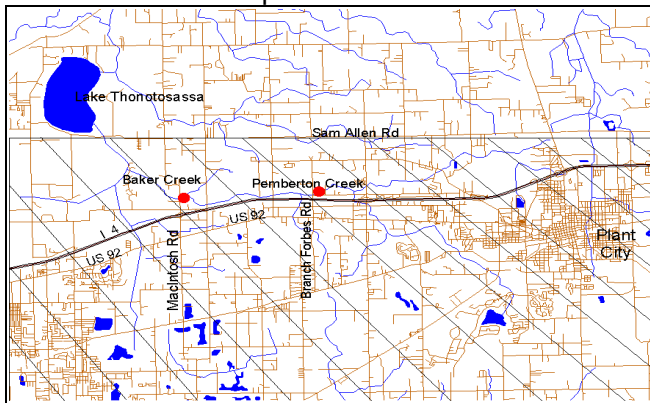 Lake Thonotosassa
Sam Allen Rd
Baker Creek
Pemberton Creek
I 4
US 92
US 92
MacIntosh Rd
Branch Forbes Rd
Plant
City